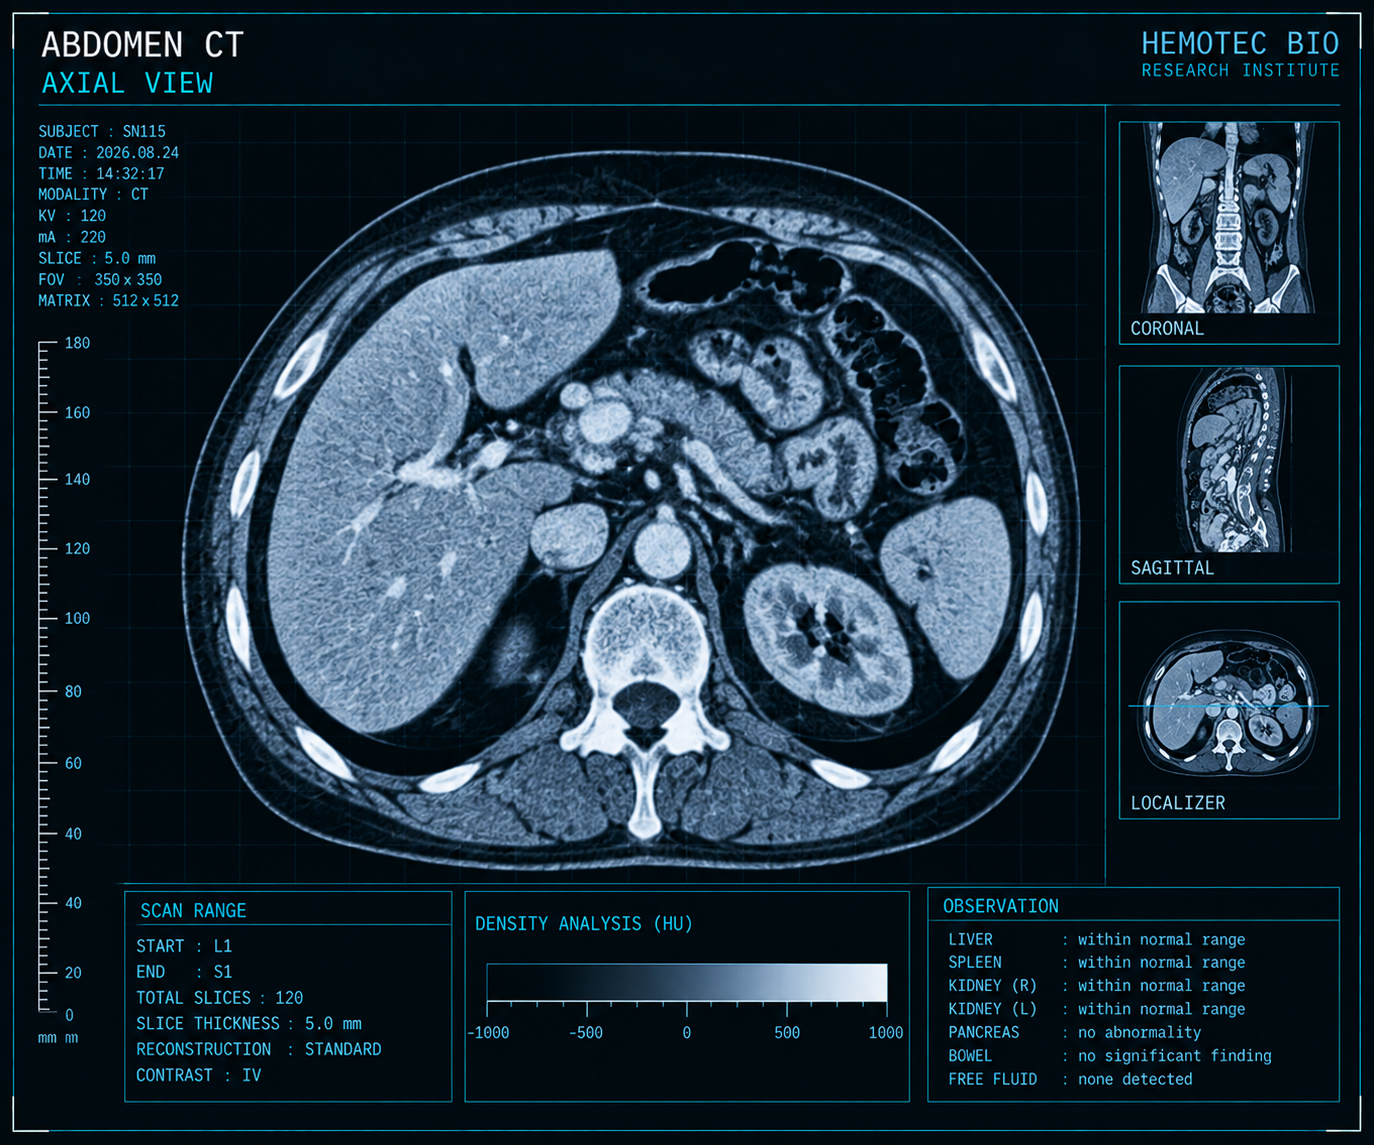 ABDOMEN CT
AXIAL VIEW
HEMOTEC BIO
RESEARCH INSTITUTE
SUBJECT : SN115
DATE : 2026.08.24
TIME : 14:32:17
MODALITY : CT
KV : 120
mA : 220
SLICE : 5.0 mm
FOV : 350 x 350
MATRIX : 512 x 512
180
160
140
120
100
80
60
40
40
20
0
mm m
CORONAL
SAGITTAL
LOCALIZER
SCAN RANGE
START : L1
END : S1
TOTAL SLICES : 120
SLICE THICKNESS : 5.0 mm
RECONSTRUCTION : STANDARD
CONTRAST : IV
DENSITY ANALYSIS (HU)
-1000 -500 0 500 1000
OBSERVATION
LIVER : within normal range
SPLEEN : within normal range
KIDNEY (R) : within normal range
KIDNEY (L) : within normal range
PANCREAS : no abnormality
BOWEL : no significant finding
FREE FLUID : none detected